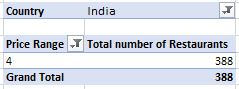 Country India
Price Range Total number of Restaurants
4 388
Grand Total 388